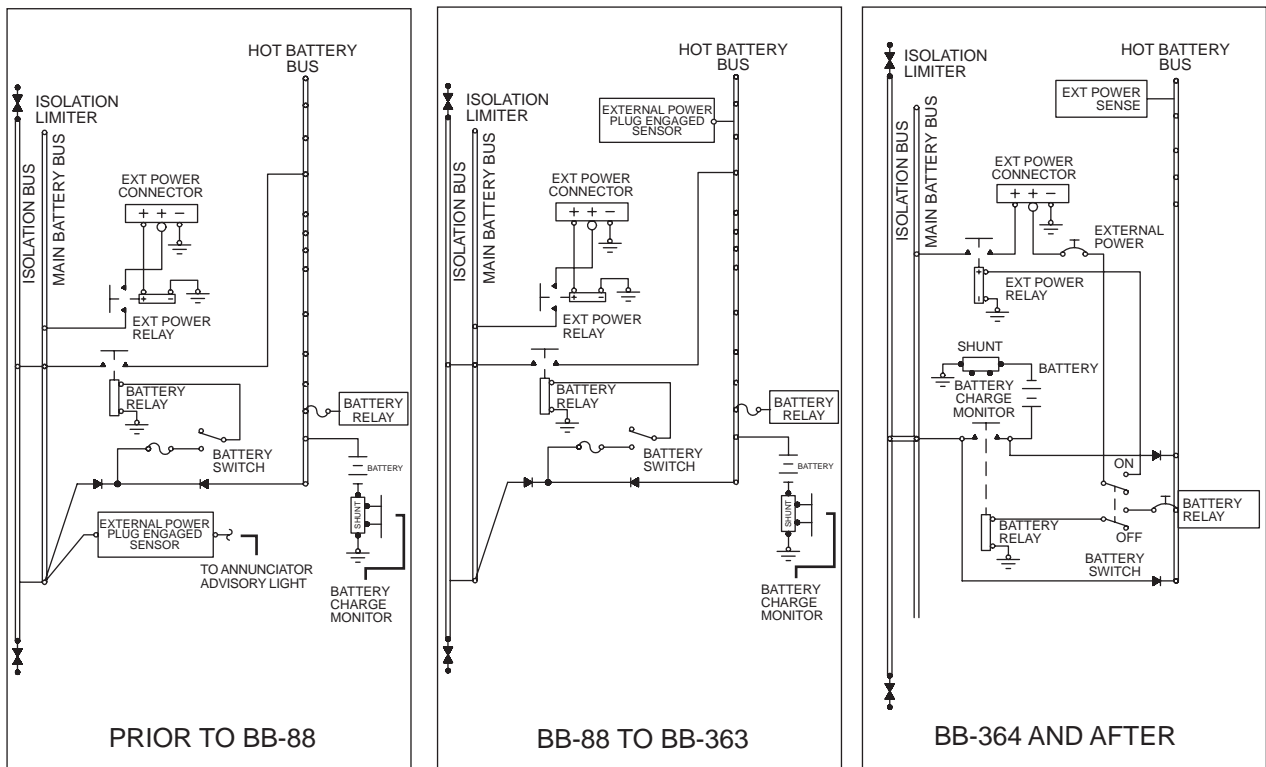 HOT BATTERY
BUS
ISOLATION
LIMITER
ISOLATION BUS
MAIN BATTERY BUS
EXT POWER
CONNECTOR
+ + −
+ −
EXT POWER
RELAY
BATTERY
RELAY
BATTERY
SWITCH
BATTERY
RELAY
BATTERY
SHUNT
EXTERNAL POWER
PLUG ENGAGED
SENSOR
TO ANNUNCIATOR
ADVISORY LIGHT
BATTERY
CHARGE
MONITOR
PRIOR TO BB-88
HOT BATTERY
BUS
ISOLATION
LIMITER
EXTERNAL POWER
PLUG ENGAGED
SENSOR
ISOLATION BUS
MAIN BATTERY BUS
EXT POWER
CONNECTOR
+ + −
+ −
EXT POWER
RELAY
BATTERY
RELAY
BATTERY
SWITCH
BATTERY
RELAY
BATTERY
SHUNT
BATTERY
CHARGE
MONITOR
BB-88 TO BB-363
ISOLATION
LIMITER
HOT BATTERY
BUS
EXT POWER
SENSE
ISOLATION BUS
MAIN BATTERY BUS
EXT POWER
CONNECTOR
+ + −
EXTERNAL
POWER
+
−
EXT POWER
RELAY
SHUNT
BATTERY
BATTERY
CHARGE
MONITOR
ON
BATTERY
RELAY
BATTERY
RELAY
OFF
BATTERY
SWITCH
BB-364 AND AFTER